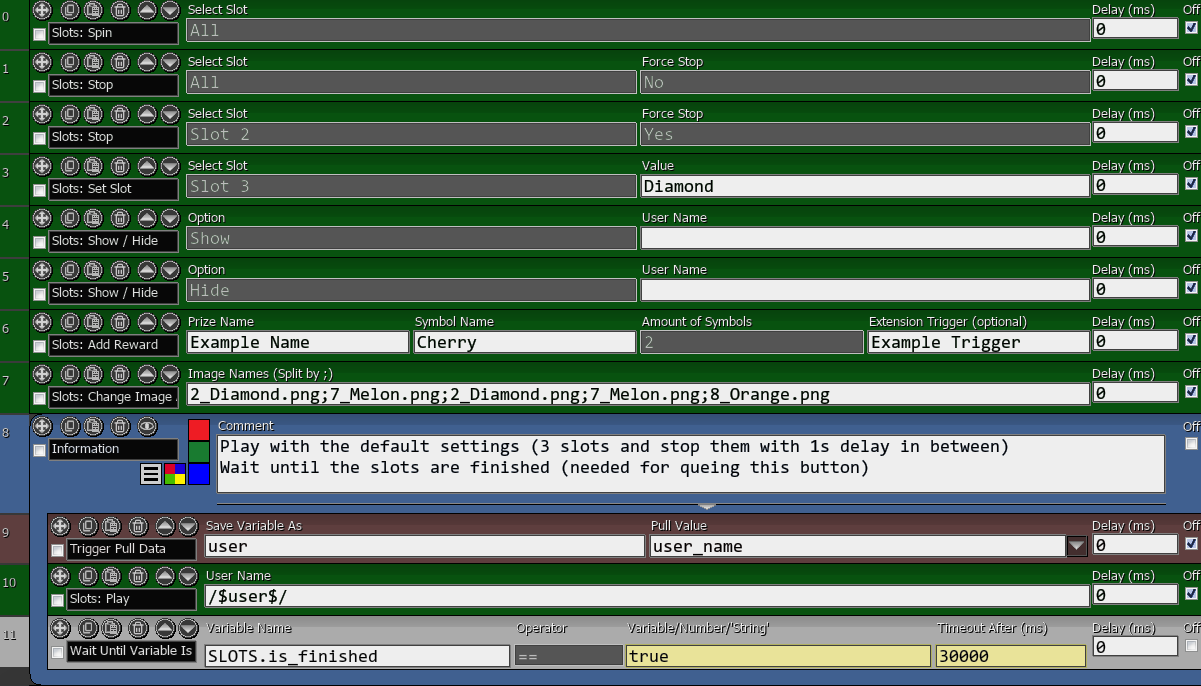 0 Select Slot Delay (ms) Off
Slots: Spin All 0
1 Select Slot Force Stop Delay (ms) Off
Slots: Stop All No 0
2 Select Slot Force Stop Delay (ms) Off
Slots: Stop Slot 2 Yes 0
3 Select Slot Value Delay (ms) Off
Slots: Set Slot Slot 3 Diamond 0
4 Option User Name Delay (ms) Off
Slots: Show / Hide Show 0
5 Option User Name Delay (ms) Off
Slots: Show / Hide Hide 0
6 Prize Name Symbol Name Amount of Symbols Extension Trigger (optional) Delay (ms) Off
Slots: Add Reward Example Name Cherry 2 Example Trigger 0
7 Image Names (Split by ;) Delay (ms) Off
Slots: Change Image 2_Diamond.png;7_Melon.png;2_Diamond.png;7_Melon.png;8_Orange.png 0
8 Comment Off
Information Play with the default settings (3 slots and stop them with 1s delay in between)
Wait until the slots are finished (needed for queing this button)
9 Save Variable As Pull Value Delay (ms) Off
Trigger Pull Data user user_name 0
10 User Name Delay (ms) Off
Slots: Play /$user$/ 0
11 Variable Name Operator Variable/Number/'String' Timeout After (ms) Delay (ms) Off
Wait Until Variable Is SLOTS.is_finished == true 30000 0